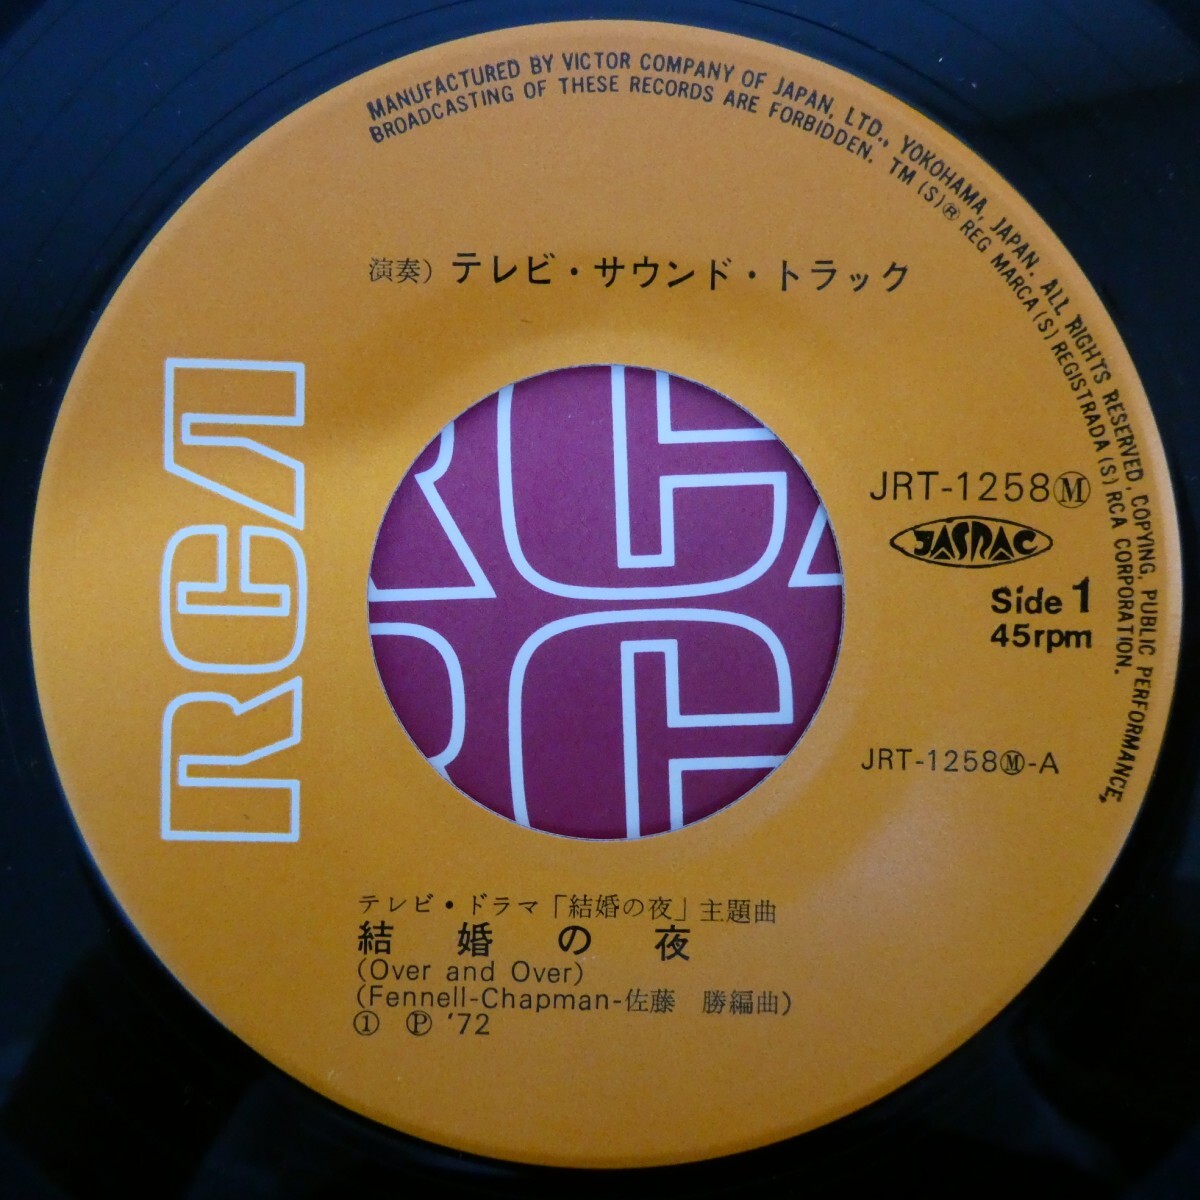 MANUFACTURED BY VICTOR COMPANY OF JAPAN, LTD., YOKOHAMA, JAPAN. ALL RIGHTS RESERVED, COPYING, PUBLIC PERFORMANCE,
BROADCASTING OF THESE RECORDS ARE FORBIDDEN. TM(S)® REG MARCA(S) REGISTRADA(S) RCA CORPORATION.
演奏) テレビ・サウンド・トラック
RCA
JRT-1258Ⓜ
JASRAC
Side 1
45rpm
JRT-1258Ⓜ-A
テレビ・ドラマ「結婚の夜」主題曲
結婚の夜
(Over and Over)
(Fennell-Chapman-佐藤 勝編曲)
① Ⓟ '72